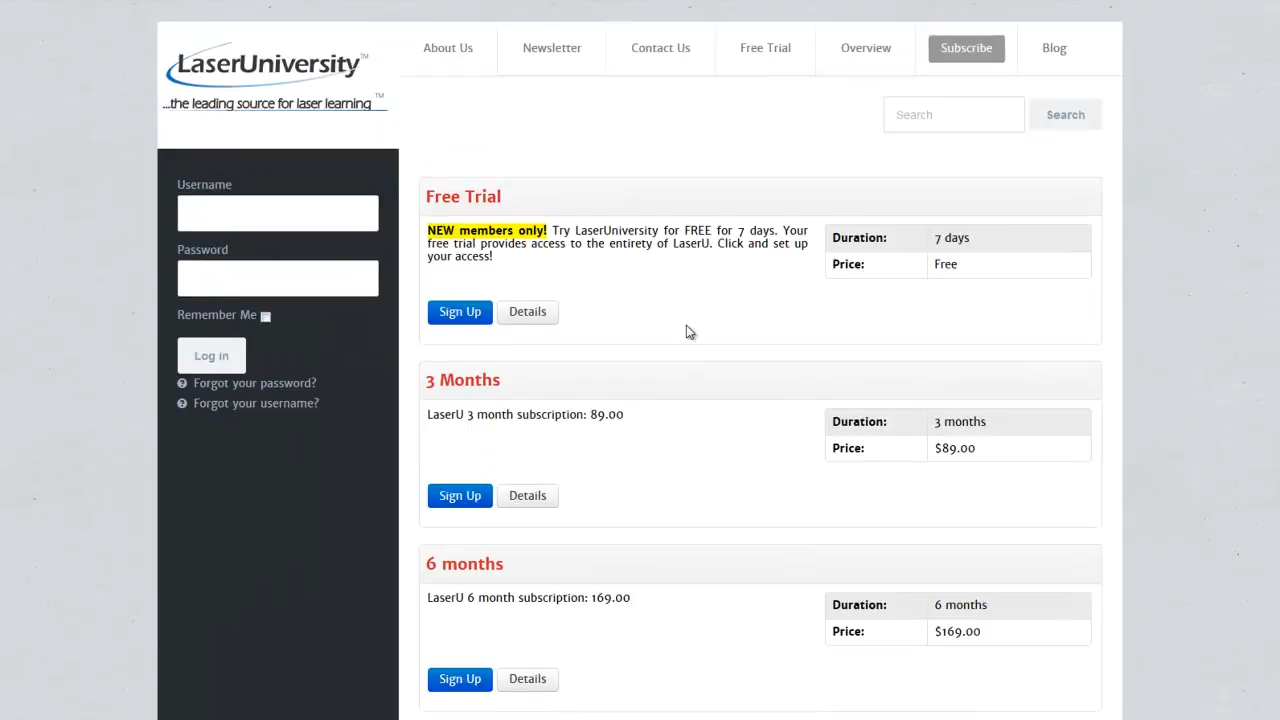 LaserUniversity™
...the leading source for laser learning™
About Us
Newsletter
Contact Us
Free Trial
Overview
Subscribe
Blog
Search
Search
Username
Password
Remember Me
Log in
Forgot your password?
Forgot your username?
Free Trial
NEW members only! Try LaserUniversity for FREE for 7 days. Your
free trial provides access to the entirety of LaserU. Click and set up
your access!
Duration: 7 days
Price: Free
Sign Up
Details
3 Months
LaserU 3 month subscription: 89.00
Duration: 3 months
Price: $89.00
Sign Up
Details
6 months
LaserU 6 month subscription: 169.00
Duration: 6 months
Price: $169.00
Sign Up
Details